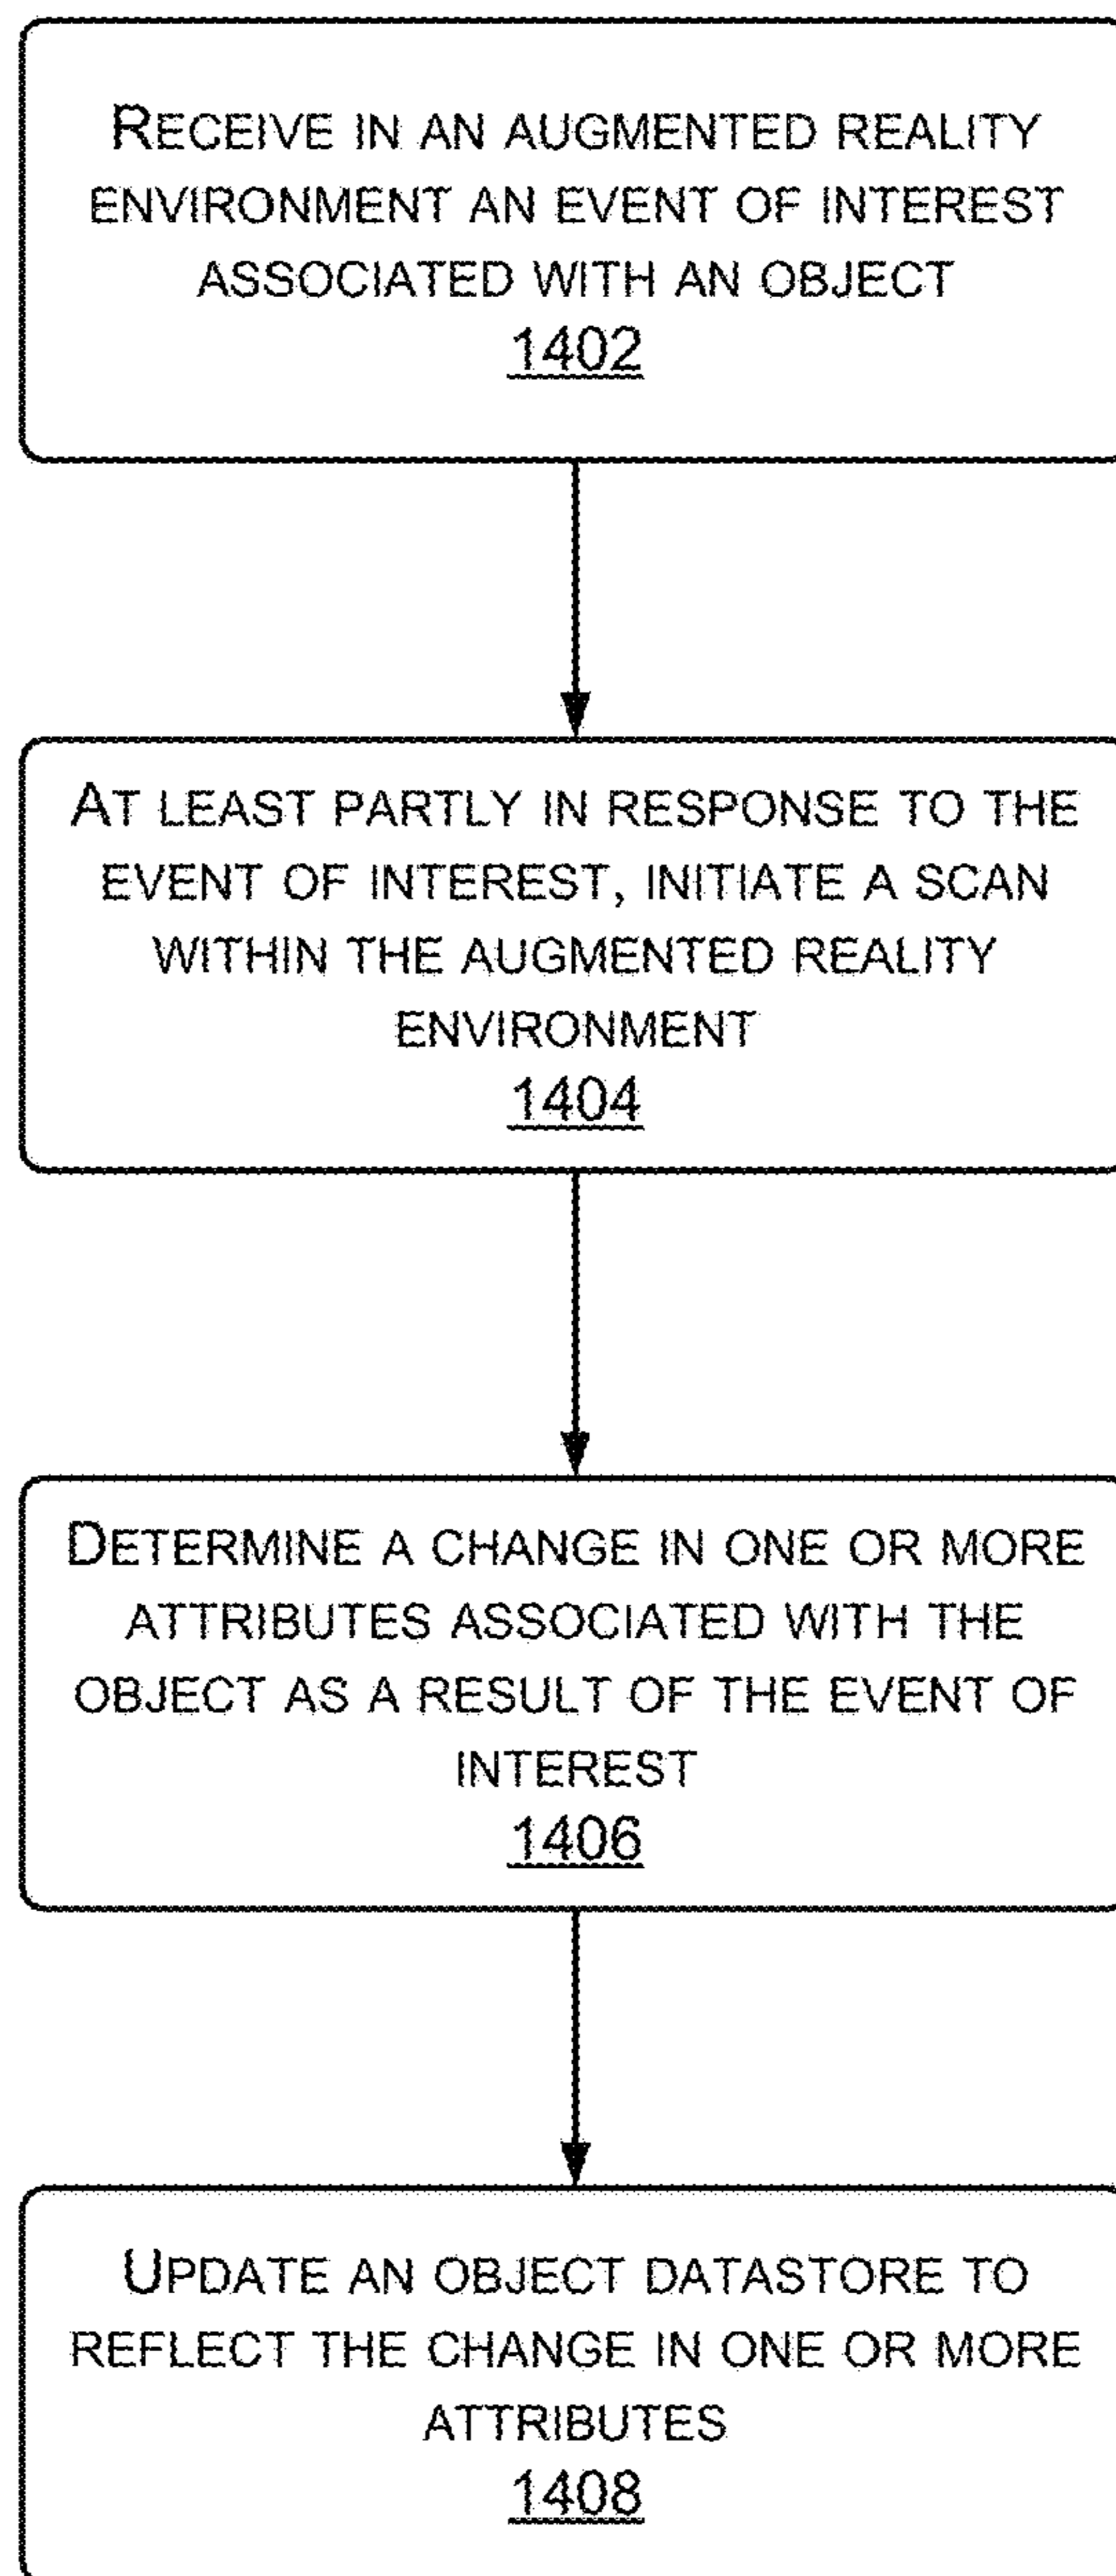 RECEIVE IN AN AUGMENTED REALITY
ENVIRONMENT AN EVENT OF INTEREST
ASSOCIATED WITH AN OBJECT
1402
AT LEAST PARTLY IN RESPONSE TO THE
EVENT OF INTEREST, INITIATE A SCAN
WITHIN THE AUGMENTED REALITY
ENVIRONMENT
1404
DETERMINE A CHANGE IN ONE OR MORE
ATTRIBUTES ASSOCIATED WITH THE
OBJECT AS A RESULT OF THE EVENT OF
INTEREST
1406
UPDATE AN OBJECT DATASTORE TO
REFLECT THE CHANGE IN ONE OR MORE
ATTRIBUTES
1408